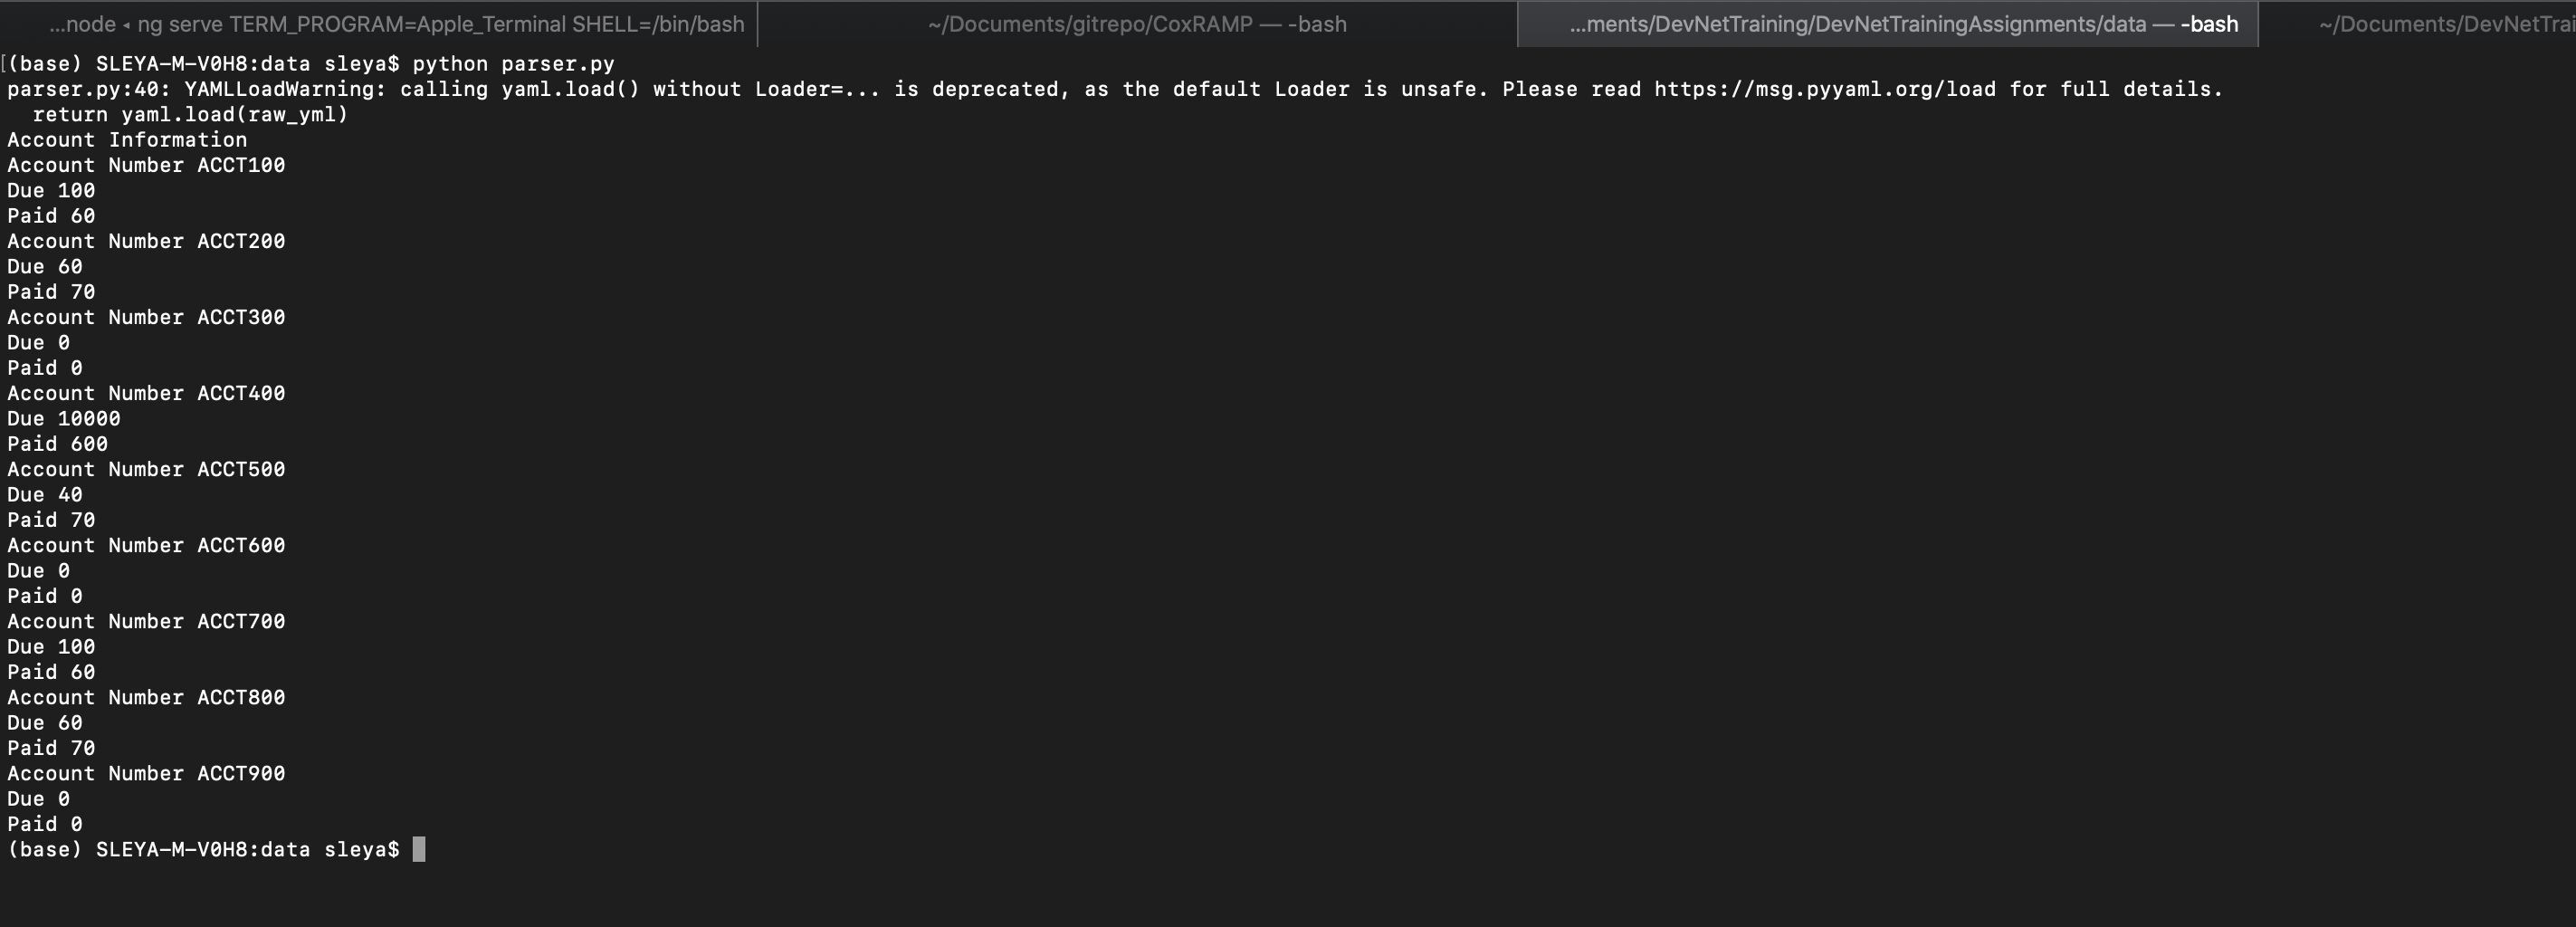 ...node ◂ ng serve TERM_PROGRAM=Apple_Terminal SHELL=/bin/bash
~/Documents/gitrepo/CoxRAMP — -bash
...ments/DevNetTraining/DevNetTrainingAssignments/data — -bash
~/Documents/DevNetTrai
[(base) SLEYA-M-V0H8:data sleya$ python parser.py
parser.py:40: YAMLLoadWarning: calling yaml.load() without Loader=... is deprecated, as the default Loader is unsafe. Please read https://msg.pyyaml.org/load for full details.
  return yaml.load(raw_yml)
Account Information
Account Number ACCT100
Due 100
Paid 60
Account Number ACCT200
Due 60
Paid 70
Account Number ACCT300
Due 0
Paid 0
Account Number ACCT400
Due 10000
Paid 600
Account Number ACCT500
Due 40
Paid 70
Account Number ACCT600
Due 0
Paid 0
Account Number ACCT700
Due 100
Paid 60
Account Number ACCT800
Due 60
Paid 70
Account Number ACCT900
Due 0
Paid 0
(base) SLEYA-M-V0H8:data sleya$